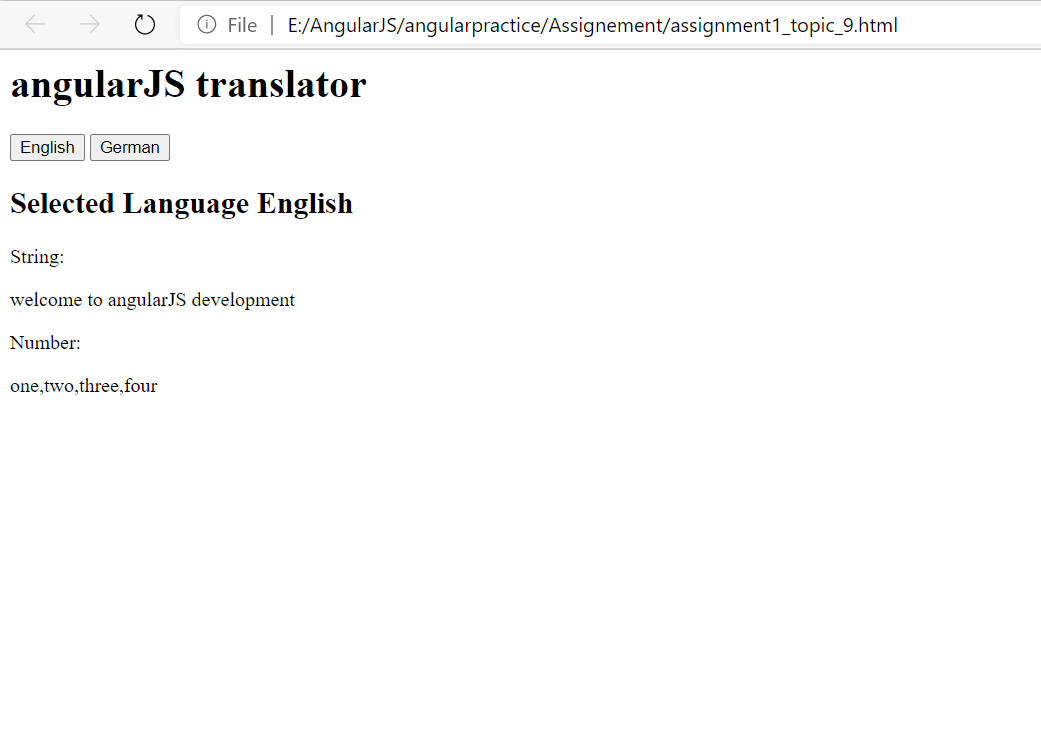 File | E:/AngularJS/angularpractice/Assignement/assignment1_topic_9.html
angularJS translator
English German
Selected Language English
String:
welcome to angularJS development
Number:
one,two,three,four